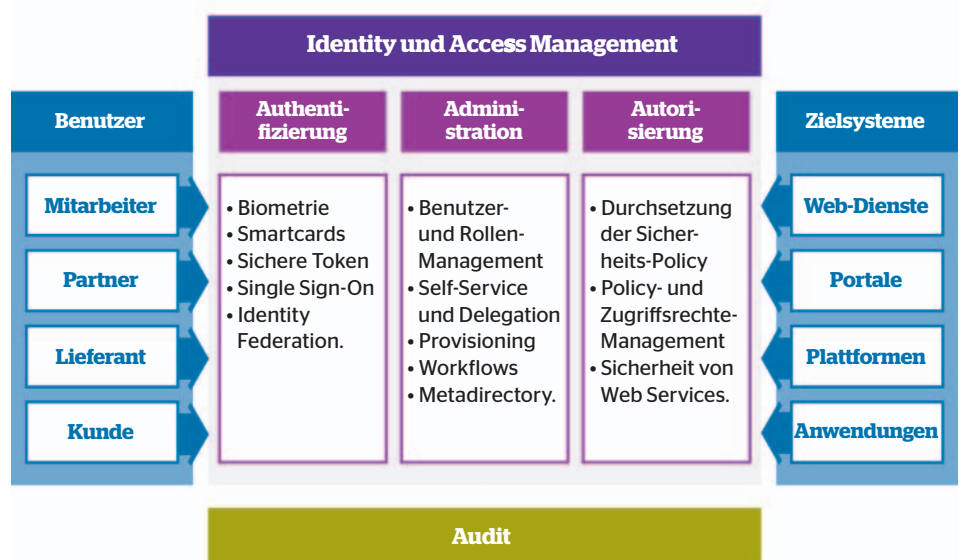 Identity und Access Management
Benutzer
Mitarbeiter
Partner
Lieferant
Kunde
Authenti-
fizierung
• Biometrie
• Smartcards
• Sichere Token
• Single Sign-On
• Identity
Federation.
Admini-
stration
• Benutzer-
und Rollen-
Management
• Self-Service
und Delegation
• Provisioning
• Workflows
• Metadirectory.
Autori-
sierung
• Durchsetzung
der Sicher-
heits-Policy
• Policy- und
Zugriffsrechte-
Management
• Sicherheit von
Web Services.
Zielsysteme
Web-Dienste
Portale
Plattformen
Anwendungen
Audit